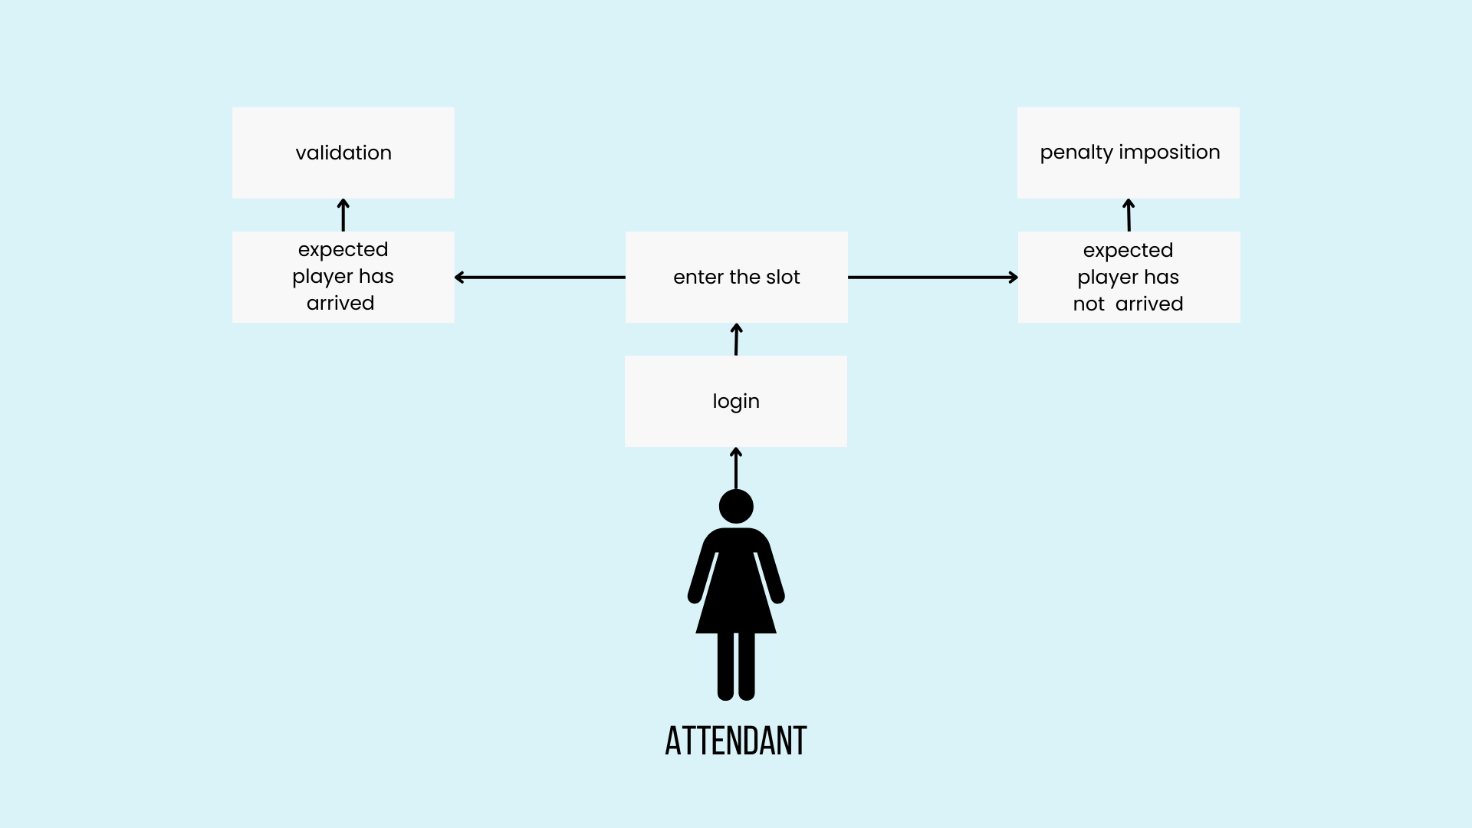 validation
penalty imposition
expected
player has
arrived
enter the slot
expected
player has
not arrived
login
ATTENDANT